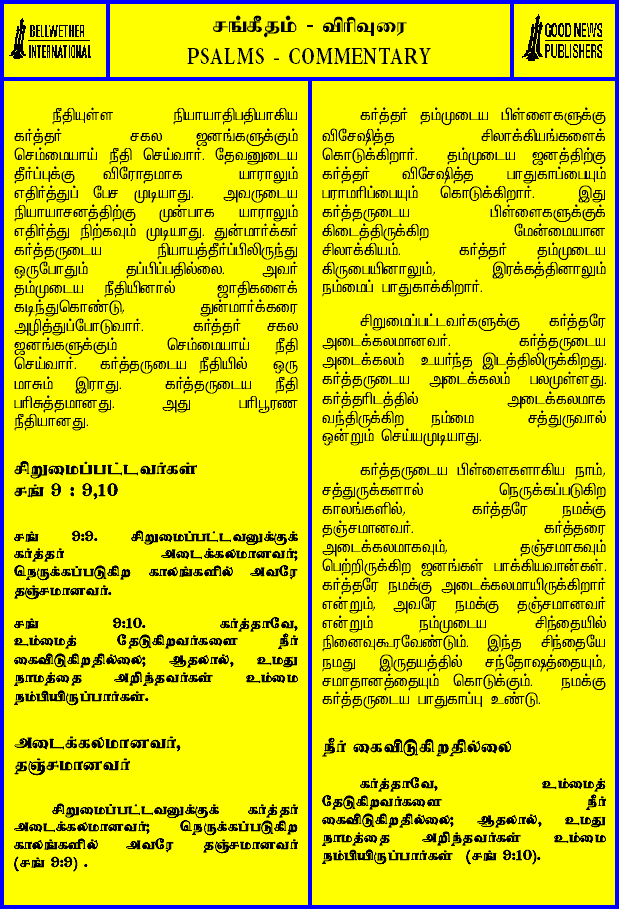 BELLWETHER
INTERNATIONAL
சங்கீதம் - விரிவுரை
PSALMS - COMMENTARY
GOOD NEWS
PUBLISHERS
நீதியுள்ள நியாயாதிபதியாகிய
கர்த்தர் சகல ஜனங்களுக்கும்
செம்மையாய் நீதி செய்வார். தேவனுடைய
தீர்ப்புக்கு விரோதமாக யாராலும்
எதிர்த்துப் பேச முடியாது. அவருடைய
நியாயாசனத்திற்கு முன்பாக யாராலும்
எதிர்த்து நிற்கவும் முடியாது. துன்மார்க்கர்
கர்த்தருடைய நியாயத்தீர்ப்பிலிருந்து
ஒருபோதும் தப்பிப்பதில்லை. அவர்
தம்முடைய நீதியினால் ஜாதிகளைக்
கடிந்துகொண்டு, துன்மார்க்கரை
அழித்துப்போடுவார். கர்த்தர் சகல
ஜனங்களுக்கும் செம்மையாய் நீதி
செய்வார். கர்த்தருடைய நீதியில் ஒரு
மாசும் இராது. கர்த்தருடைய நீதி
பரிசுத்தமானது. அது பரிபூரண
நீதியானது.
சிறுமைப்பட்டவர்கள்
சங் 9 : 9,10
சங் 9:9. சிறுமைப்பட்டவனுக்குக்
கர்த்தர் அடைக்கலமானவர்;
நெருக்கப்படுகிற காலங்களில் அவரே
தஞ்சமானவர்.
சங் 9:10. கர்த்தாவே,
உம்மைத் தேடுகிறவர்களை நீர்
கைவிடுகிறதில்லை; ஆதலால், உமது
நாமத்தை அறிந்தவர்கள் உம்மை
நம்பியிருப்பார்கள்.
அடைக்கலமானவர்,
தஞ்சமானவர்
சிறுமைப்பட்டவனுக்குக் கர்த்தர்
அடைக்கலமானவர்; நெருக்கப்படுகிற
காலங்களில் அவரே தஞ்சமானவர்
(சங் 9:9) .
கர்த்தர் தம்முடைய பிள்ளைகளுக்கு
விசேஷித்த சிலாக்கியங்களைக்
கொடுக்கிறார். தம்முடைய ஜனத்திற்கு
கர்த்தர் விசேஷித்த பாதுகாப்பையும்
பராமரிப்பையும் கொடுக்கிறார். இது
கர்த்தருடைய பிள்ளைகளுக்குக்
கிடைத்திருக்கிற மேன்மையான
சிலாக்கியம். கர்த்தர் தம்முடைய
கிருபையினாலும், இரக்கத்தினாலும்
நம்மைப் பாதுகாக்கிறார்.
சிறுமைப்பட்டவர்களுக்கு கர்த்தரே
அடைக்கலமானவர். கர்த்தருடைய
அடைக்கலம் உயர்ந்த இடத்திலிருக்கிறது.
கர்த்தருடைய அடைக்கலம் பலமுள்ளது.
கர்த்தரிடத்தில் அடைக்கலமாக
வந்திருக்கிற நம்மை சத்துருவால்
ஒன்றும் செய்யமுடியாது.
கர்த்தருடைய பிள்ளைகளாகிய நாம்,
சத்துருக்களால் நெருக்கப்படுகிற
காலங்களில், கர்த்தரே நமக்கு
தஞ்சமானவர். கர்த்தரை
அடைக்கலமாகவும், தஞ்சமாகவும்
பெற்றிருக்கிற ஜனங்கள் பாக்கியவான்கள்.
கர்த்தரே நமக்கு அடைக்கலமாயிருக்கிறார்
என்றும், அவரே நமக்கு தஞ்சமானவர்
என்றும் நம்முடைய சிந்தையில்
நினைவுகூரவேண்டும். இந்த சிந்தையே
நமது இருதயத்தில் சந்தோஷத்தையும்,
சமாதானத்தையும் கொடுக்கும். நமக்கு
கர்த்தருடைய பாதுகாப்பு உண்டு.
நீர் கைவிடுகிறதில்லை
கர்த்தாவே, உம்மைத்
தேடுகிறவர்களை நீர்
கைவிடுகிறதில்லை; ஆதலால், உமது
நாமத்தை அறிந்தவர்கள் உம்மை
நம்பியிருப்பார்கள் (சங் 9:10).